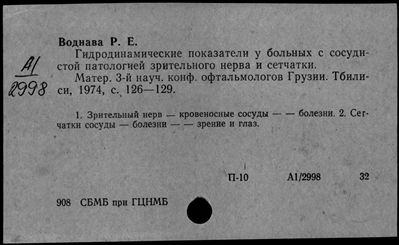 Воднава Р. Е.
Гидродинамические показатели у больных с сосуди-
стой патологией зрительного нерва и сетчатки.
А1/
2998
Матер. 3-й науч. конф. офтальмологов Грузии. Тбили-
си, 1974, с. 126—129.
1. Зрительный нерв — кровеносные сосуды — — болезни. 2. Сет-
чатки сосуды — болезни — — зрение и глаз.
П-10 А1/2998 32
908 СБМБ при ГЦНМБ